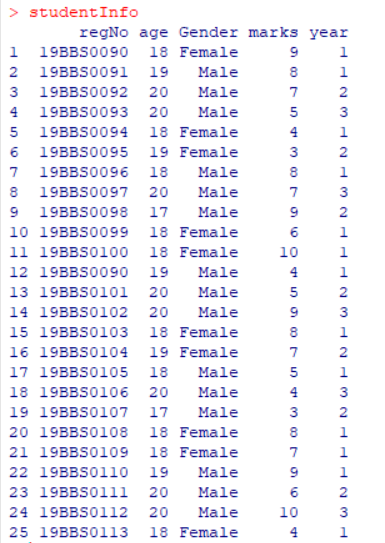 > studentInfo
regNo age Gender marks year
1 19BBS0090 18 Female 9 1
2 19BBS0091 19 Male 8 1
3 19BBS0092 20 Male 7 2
4 19BBS0093 20 Male 5 3
5 19BBS0094 18 Female 4 1
6 19BBS0095 19 Female 3 2
7 19BBS0096 18 Male 8 1
8 19BBS0097 20 Male 7 3
9 19BBS0098 17 Male 9 2
10 19BBS0099 18 Female 6 1
11 19BBS0100 18 Female 10 1
12 19BBS0090 19 Male 4 1
13 19BBS0101 20 Male 5 2
14 19BBS0102 20 Male 9 3
15 19BBS0103 18 Female 8 1
16 19BBS0104 19 Female 7 2
17 19BBS0105 18 Male 5 1
18 19BBS0106 20 Male 4 3
19 19BBS0107 17 Male 3 2
20 19BBS0108 18 Female 8 1
21 19BBS0109 18 Female 7 1
22 19BBS0110 19 Male 9 1
23 19BBS0111 20 Male 6 2
24 19BBS0112 20 Male 10 3
25 19BBS0113 18 Female 4 1